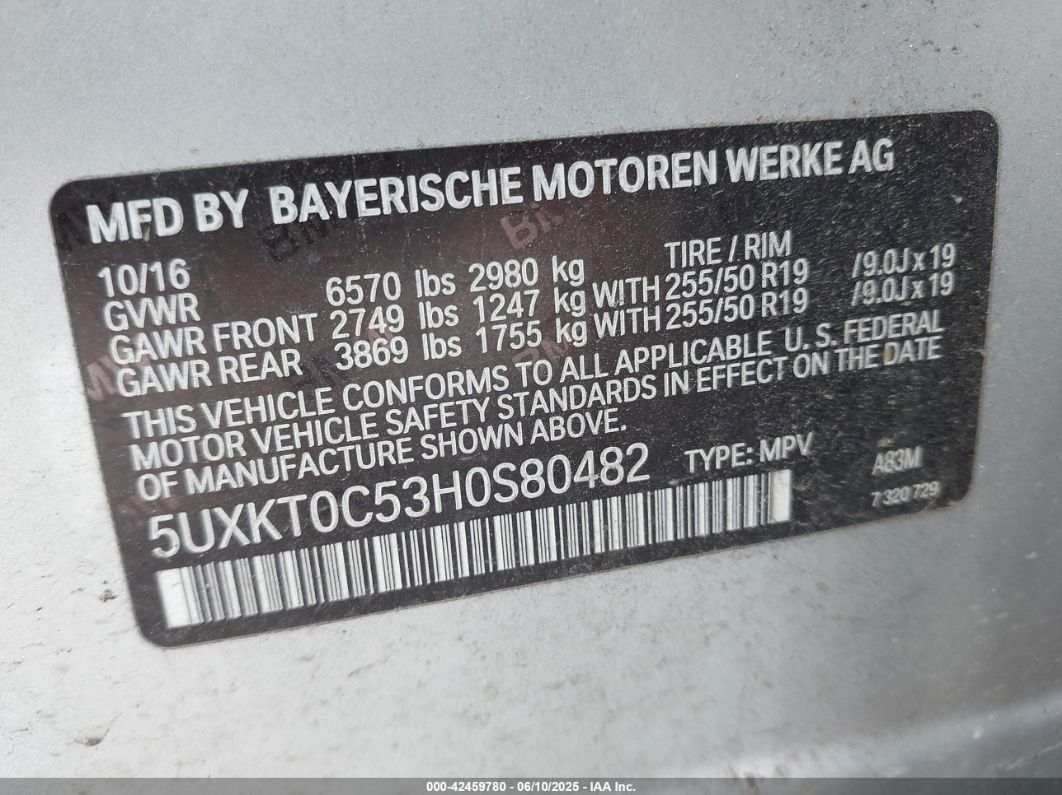 MFD BY BAYERISCHE MOTOREN WERKE AG
10/16 TIRE / RIM
GVWR 6570 lbs 2980 kg
GAWR FRONT 2749 lbs 1247 kg WITH 255/50 R19 /9.0J x 19
GAWR REAR 3869 lbs 1755 kg WITH 255/50 R19 /9.0J x 19
THIS VEHICLE CONFORMS TO ALL APPLICABLE U. S. FEDERAL
MOTOR VEHICLE SAFETY STANDARDS IN EFFECT ON THE DATE
OF MANUFACTURE SHOWN ABOVE.
5UXKT0C53H0S80482 TYPE: MPV A83M
7 320 729
000-42459780 - 06/10/2025 - IAA Inc.